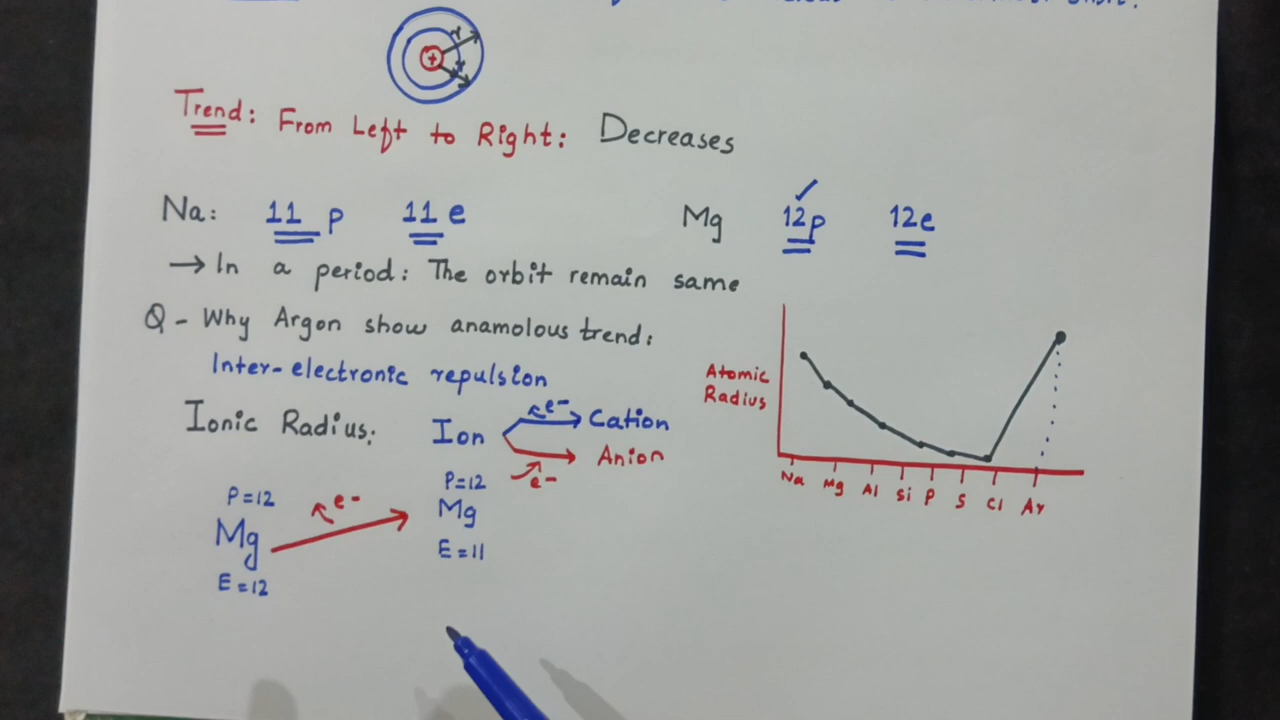 Trend: From Left to Right: Decreases
Na: 11 p 11 e Mg 12p 12e
→ In a period: The orbit remain same
Q - Why Argon show anamolous trend:
Inter-electronic repulsion
Ionic Radius: Ion e- Cation
e- Anion
P=12 Mg E=12
e-
P=12 Mg E=11
Atomic
Radius
Na Mg Al Si P S Cl Ar